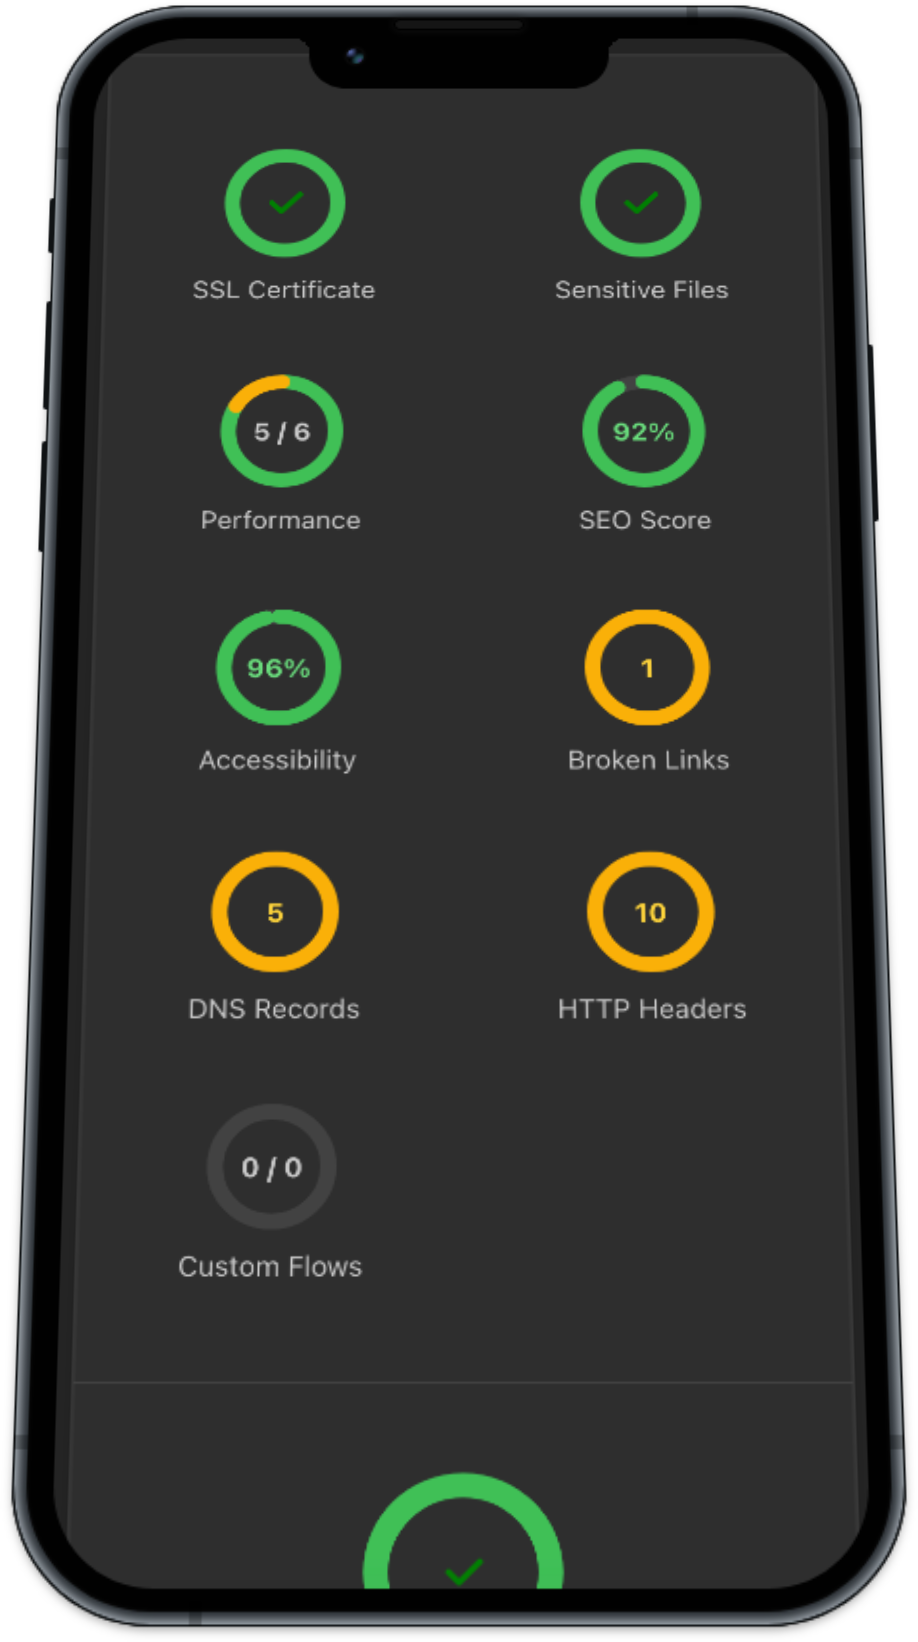 SSL Certificate
Sensitive Files
5 / 6
Performance
92%
SEO Score
96%
Accessibility
1
Broken Links
5
DNS Records
10
HTTP Headers
0 / 0
Custom Flows